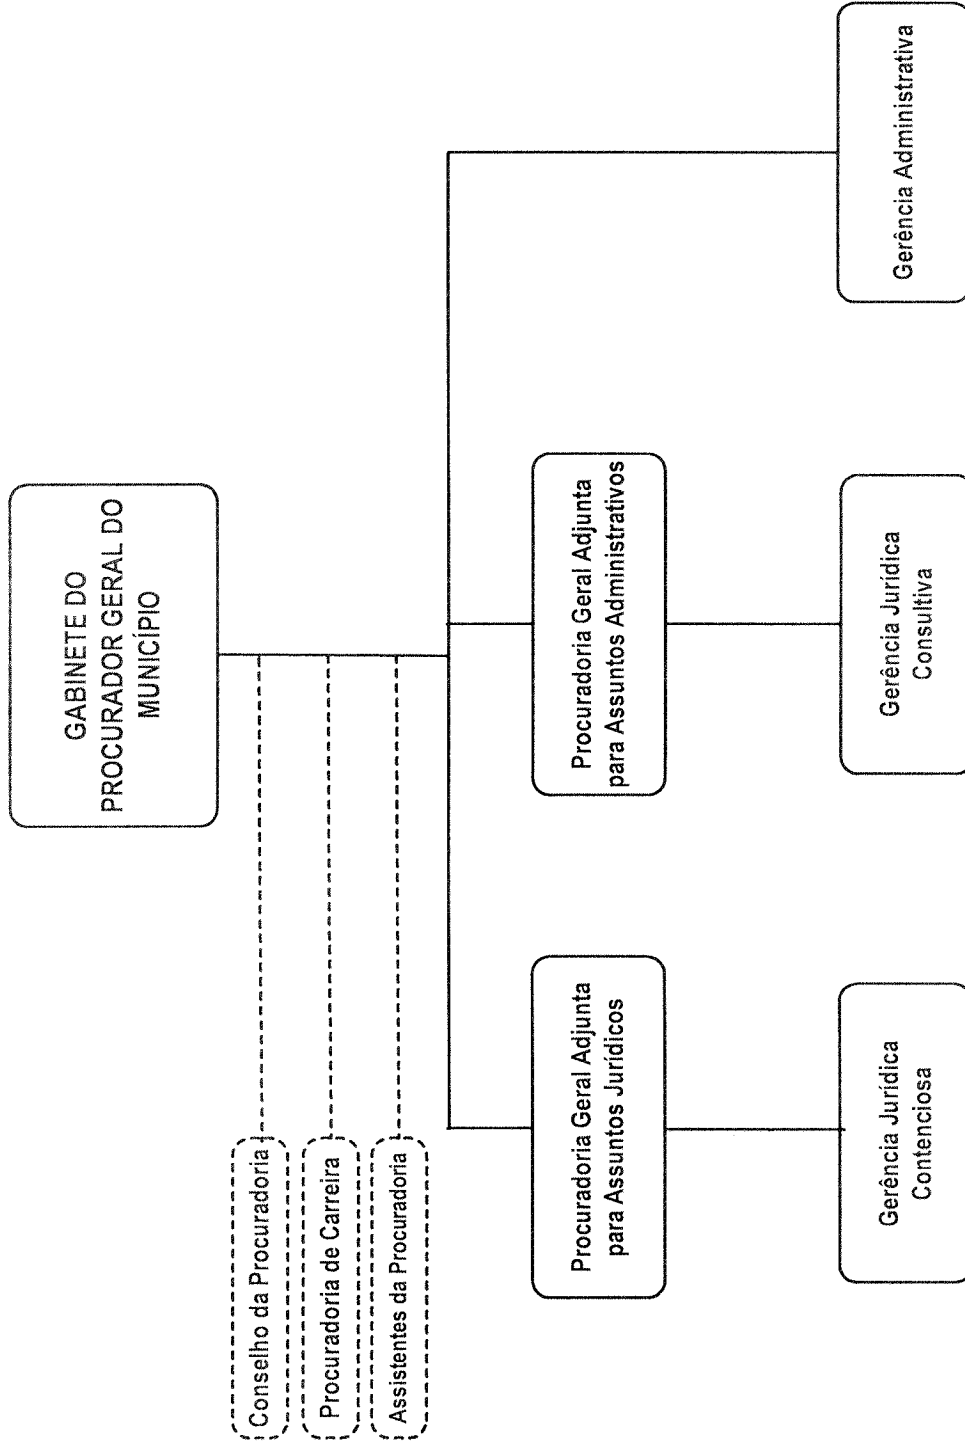 GABINETE DO
PROCURADOR GERAL DO
MUNICÍPIO
Conselho da Procuradoria
Procuradoria de Carreira
Assistentes da Procuradoria
Procuradoria Geral Adjunta
para Assuntos Jurídicos
Procuradoria Geral Adjunta
para Assuntos Administrativos
Gerência Jurídica
Contenciosa
Gerência Jurídica
Consultiva
Gerência Administrativa